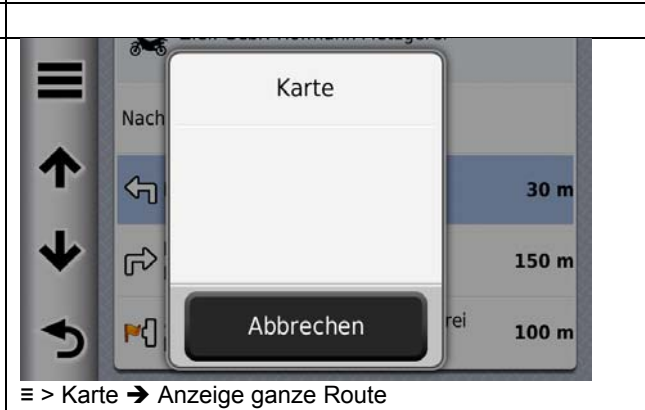 Karte
Nach
30 m
150 m
rei
100 m
Abbrechen
≡ > Karte ➔ Anzeige ganze Route